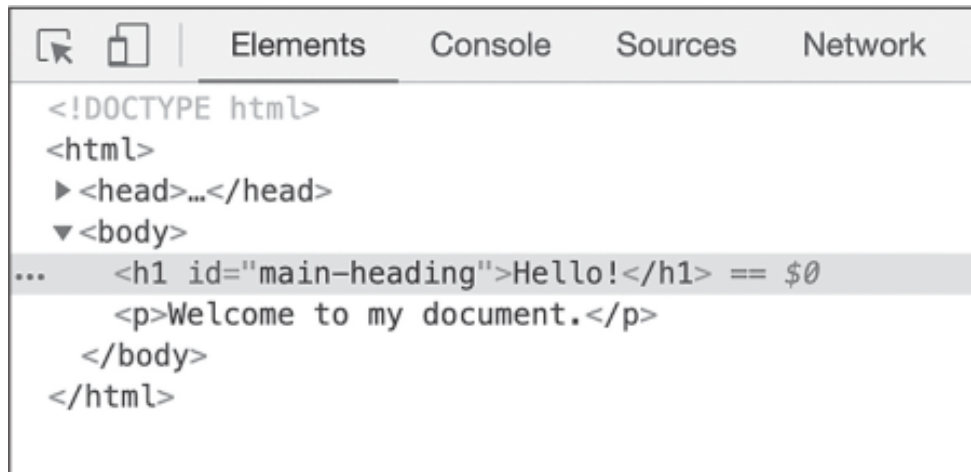 Elements Console Sources Network
<!DOCTYPE html>
<html>
▶<head>…</head>
▼<body>
... <h1 id="main-heading">Hello!</h1> == $0
<p>Welcome to my document.</p>
</body>
</html>